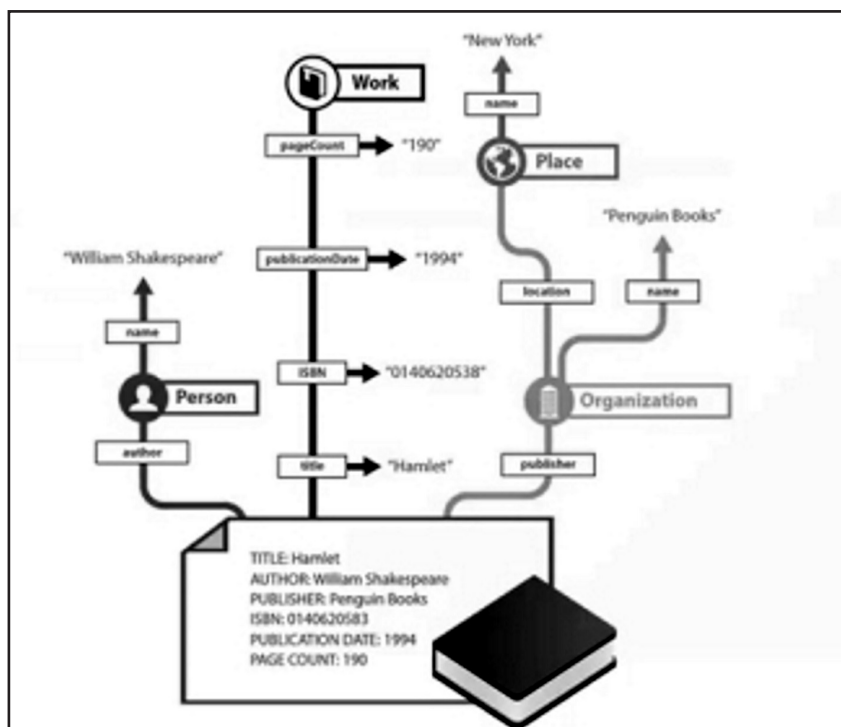 "New York"
Work
name
pageCount
"190"
Place
"Penguin Books"
"William Shakespeare"
publicationDate
"1994"
location
name
name
ISBN
"0140620538"
Person
Organization
author
title
"Hamlet"
publisher
TITLE: Hamlet
AUTHOR: William Shakespeare
PUBLISHER: Penguin Books
ISBN: 0140620583
PUBLICATION DATE: 1994
PAGE COUNT: 190